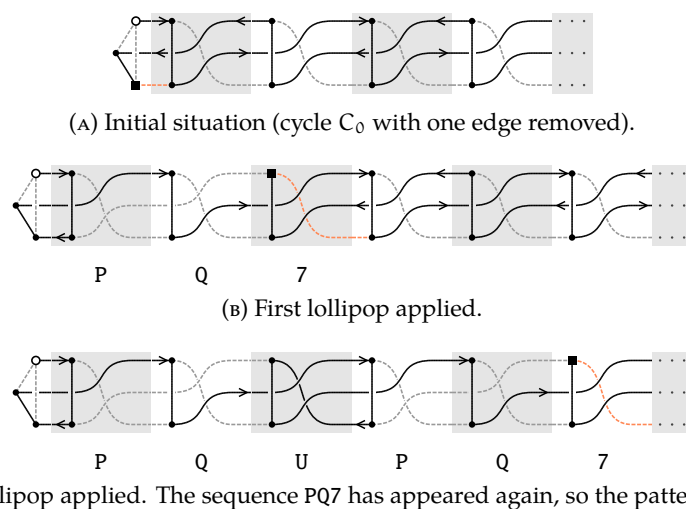 (A) Initial situation (cycle C₀ with one edge removed).
P Q 7
(B) First lollipop applied.
P Q U P Q 7
lipop applied. The sequence PQ7 has appeared again, so the patte